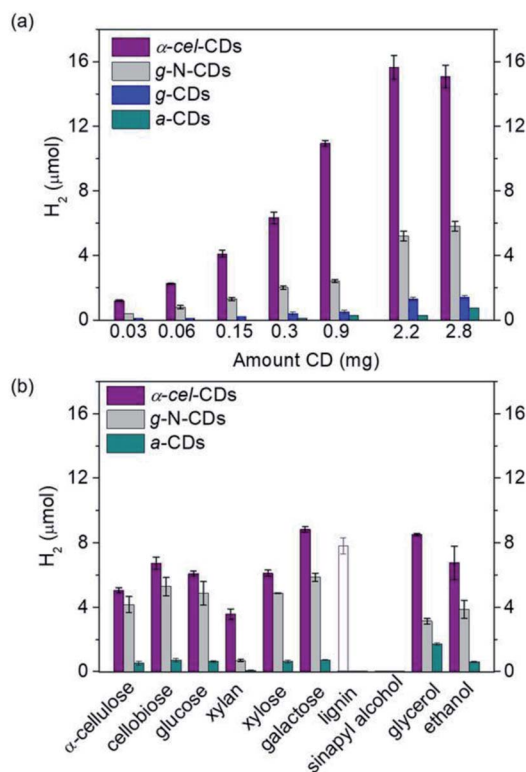 (a)
α-cel-CDs
g-N-CDs
g-CDs
a-CDs
H2 (μmol)
16
12
8
4
0
16
12
8
4
0
0.03 0.06 0.15 0.3 0.9 2.2 2.8
Amount CD (mg)
(b)
α-cel-CDs
g-N-CDs
a-CDs
H2 (μmol)
16
12
8
4
0
16
12
8
4
0
α-cellulose
cellobiose
glucose
xylan
xylose
galactose
lignin
sinapyl alcohol
glycerol
ethanol